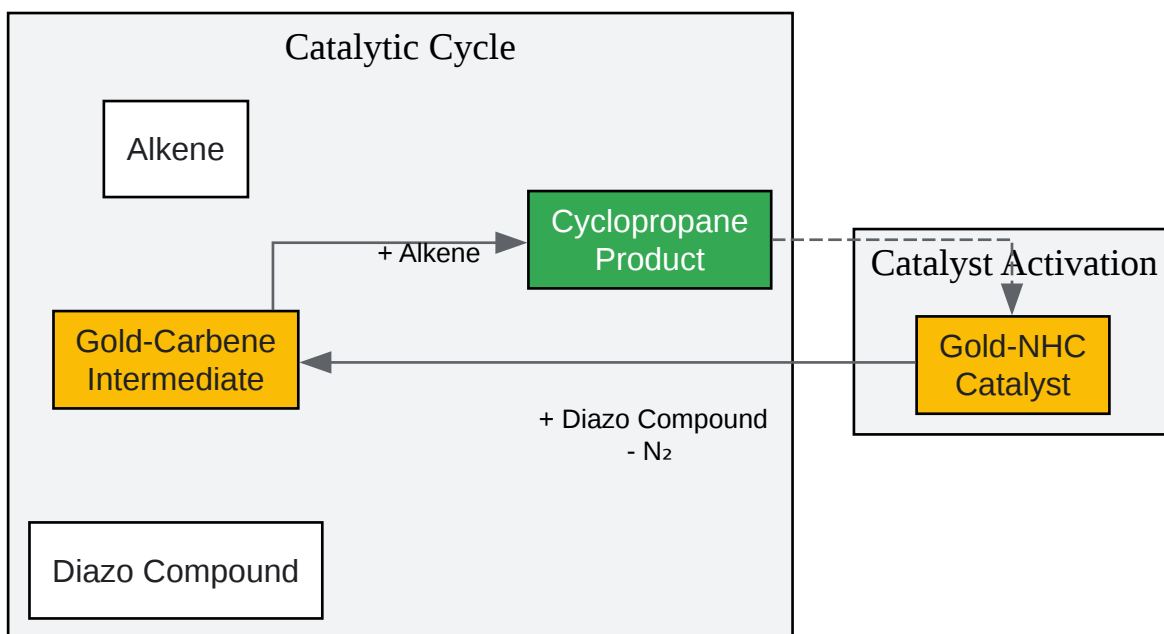 Catalytic Cycle
Alkene
Cyclopropane
Product
+ Alkene
Catalyst Activation
Gold-Carbene
Intermediate
Gold-NHC
Catalyst
+ Diazo Compound
- N₂
Diazo Compound